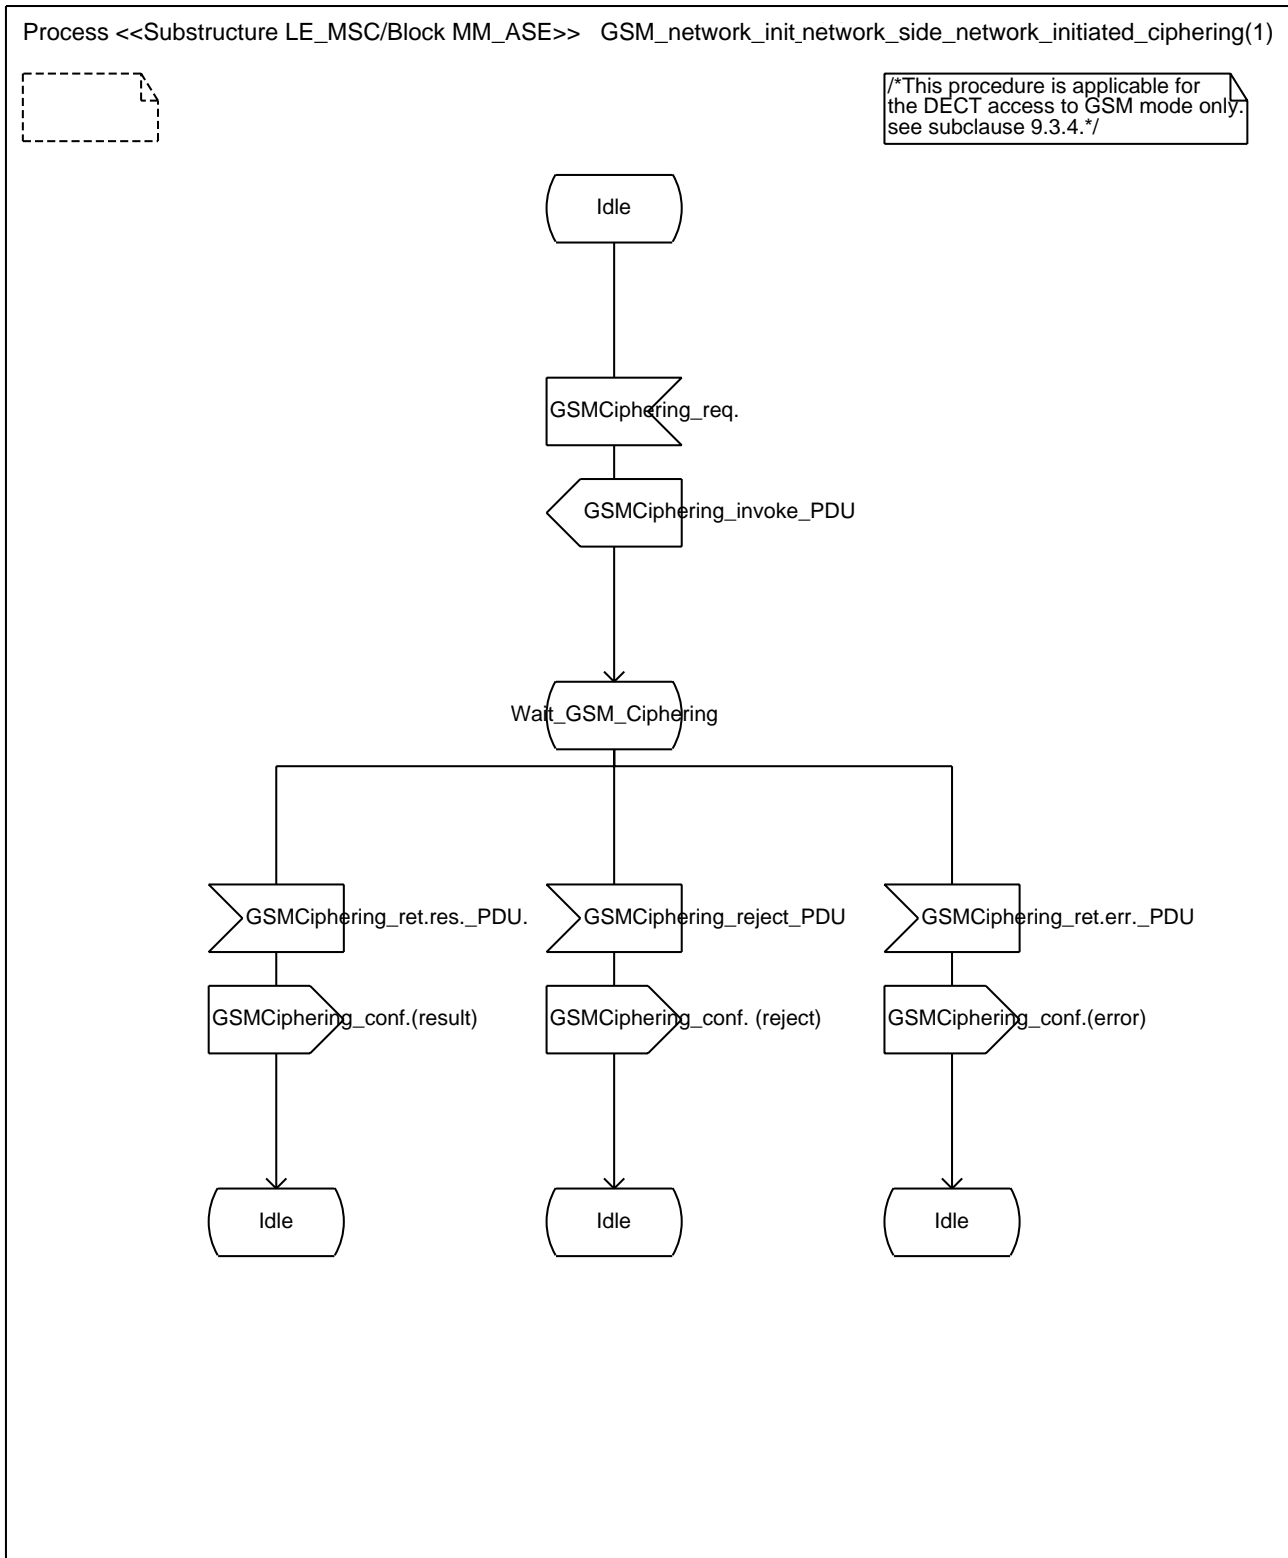 Process <<Substructure LE_MSC/Block MM_ASE>> GSM_network_init_network_side_network_initiated_ciphering(1)
/*This procedure is applicable for
the DECT access to GSM mode only.
see subclause 9.3.4.*/
Idle
GSMCiphering_req.
GSMCiphering_invoke_PDU
Wait_GSM_Ciphering
GSMCiphering_ret.res._PDU.
GSMCiphering_reject_PDU
GSMCiphering_ret.err._PDU
GSMCiphering_conf.(result)
GSMCiphering_conf. (reject)
GSMCiphering_conf.(error)
Idle
Idle
Idle